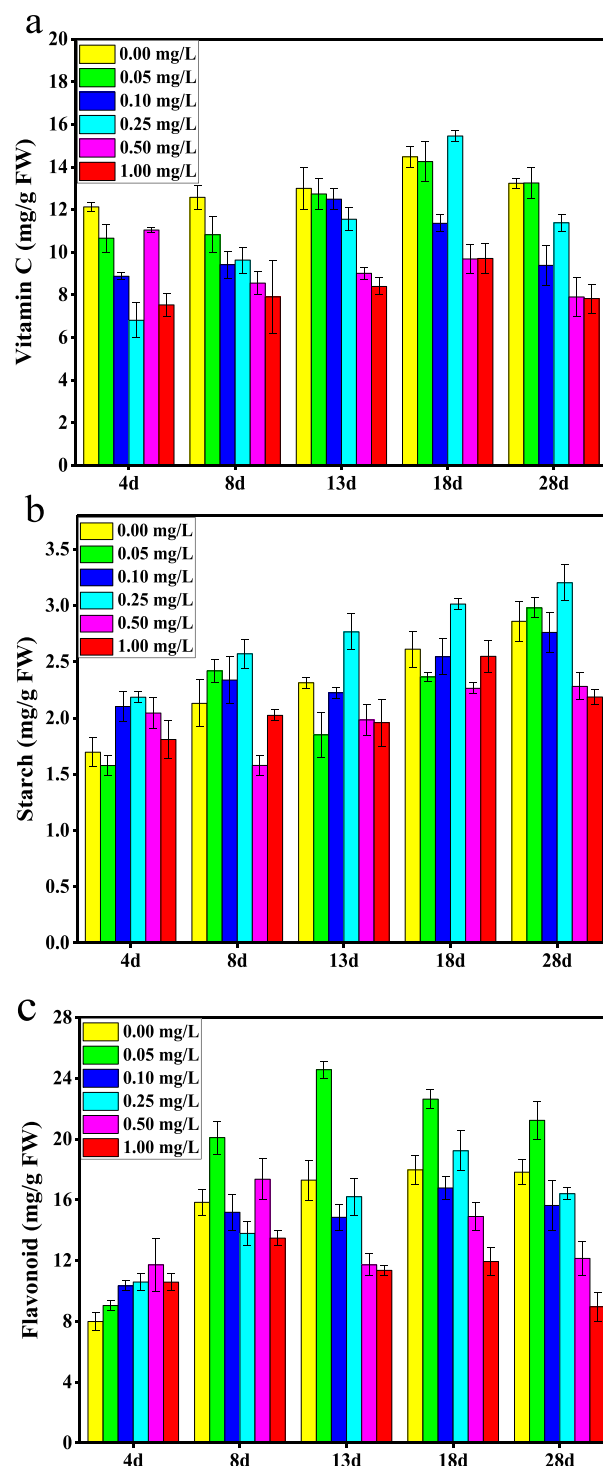 a
20
18
16
14
12
10
8
6
4
2
0
Vitamin C (mg/g FW)
0.00 mg/L
0.05 mg/L
0.10 mg/L
0.25 mg/L
0.50 mg/L
1.00 mg/L
4d 8d 13d 18d 28d
b
3.5
3.0
2.5
2.0
1.5
1.0
0.5
0.0
Starch (mg/g FW)
0.00 mg/L
0.05 mg/L
0.10 mg/L
0.25 mg/L
0.50 mg/L
1.00 mg/L
4d 8d 13d 18d 28d
c
28
24
20
16
12
8
4
0
Flavonoid (mg/g FW)
0.00 mg/L
0.05 mg/L
0.10 mg/L
0.25 mg/L
0.50 mg/L
1.00 mg/L
4d 8d 13d 18d 28d